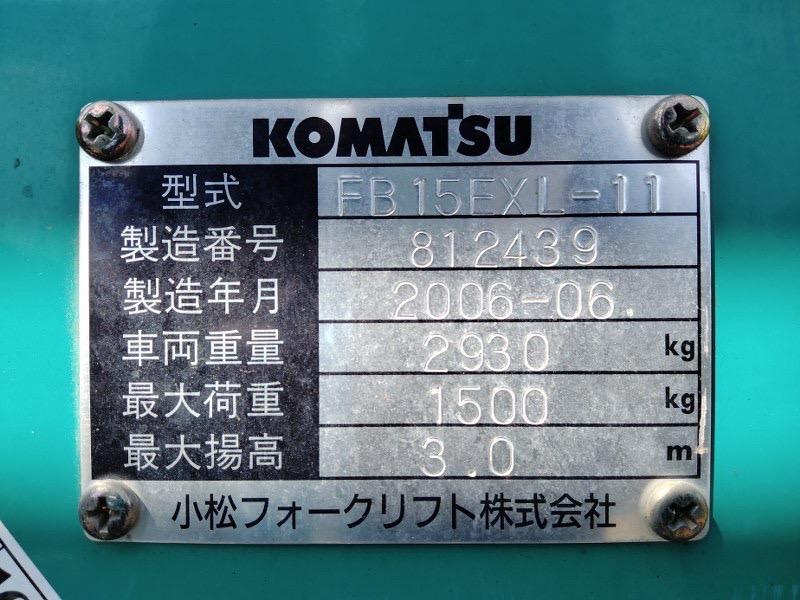 KOMATSU
型式 FB15EXL-11
製造番号 812439
製造年月 2006-06.
車両重量 2930 kg
最大荷重 1500 kg
最大揚高 3.0 m
小松フォークリフト株式会社